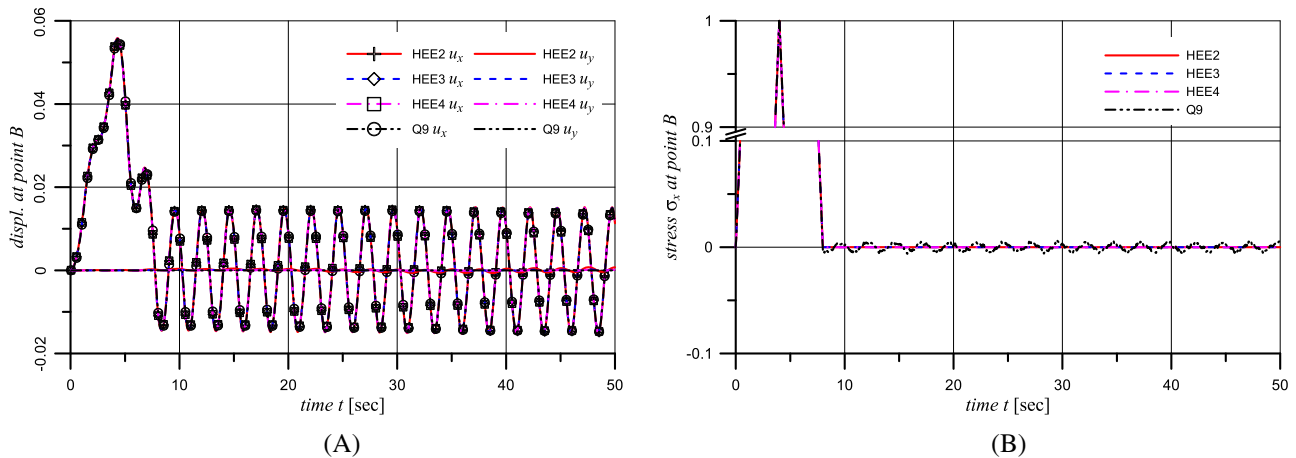 0.06
0.04
0.02
0
-0.02
displ. at point B
HEE2 ux HEE2 uy
HEE3 ux HEE3 uy
HEE4 ux HEE4 uy
Q9 ux Q9 uy
0 10 20 30 40 50
time t [sec]
(A)
1
0.9
0.1
0
-0.1
stress σx at point B
HEE2
HEE3
HEE4
Q9
0 10 20 30 40 50
time t [sec]
(B)